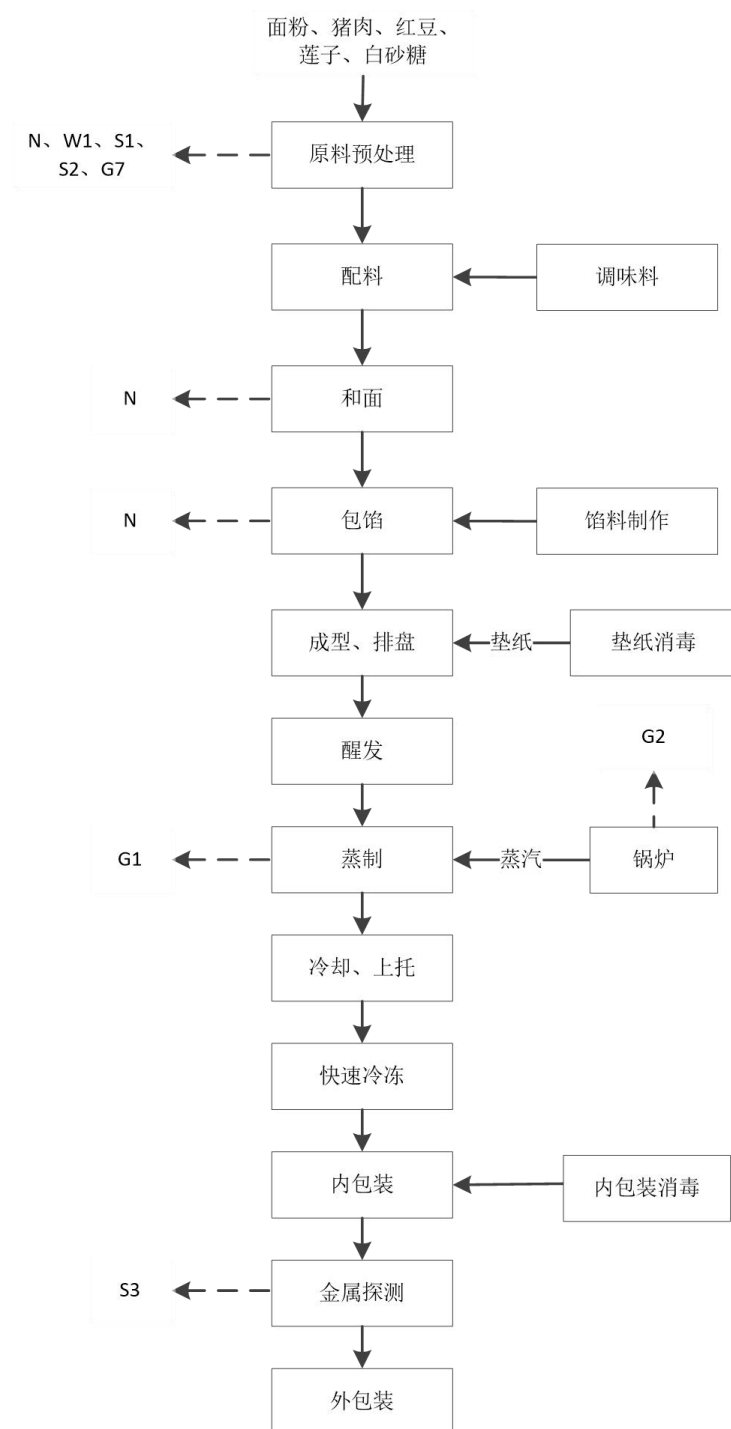 面粉、猪肉、红豆、
莲子、白砂糖
N、W1、S1、
S2、G7
原料预处理
配料
调味料
N
和面
N
包馅
馅料制作
成型、排盘
垫纸
垫纸消毒
醒发
G2
G1
蒸制
蒸汽
锅炉
冷却、上托
快速冷冻
内包装
内包装消毒
S3
金属探测
外包装